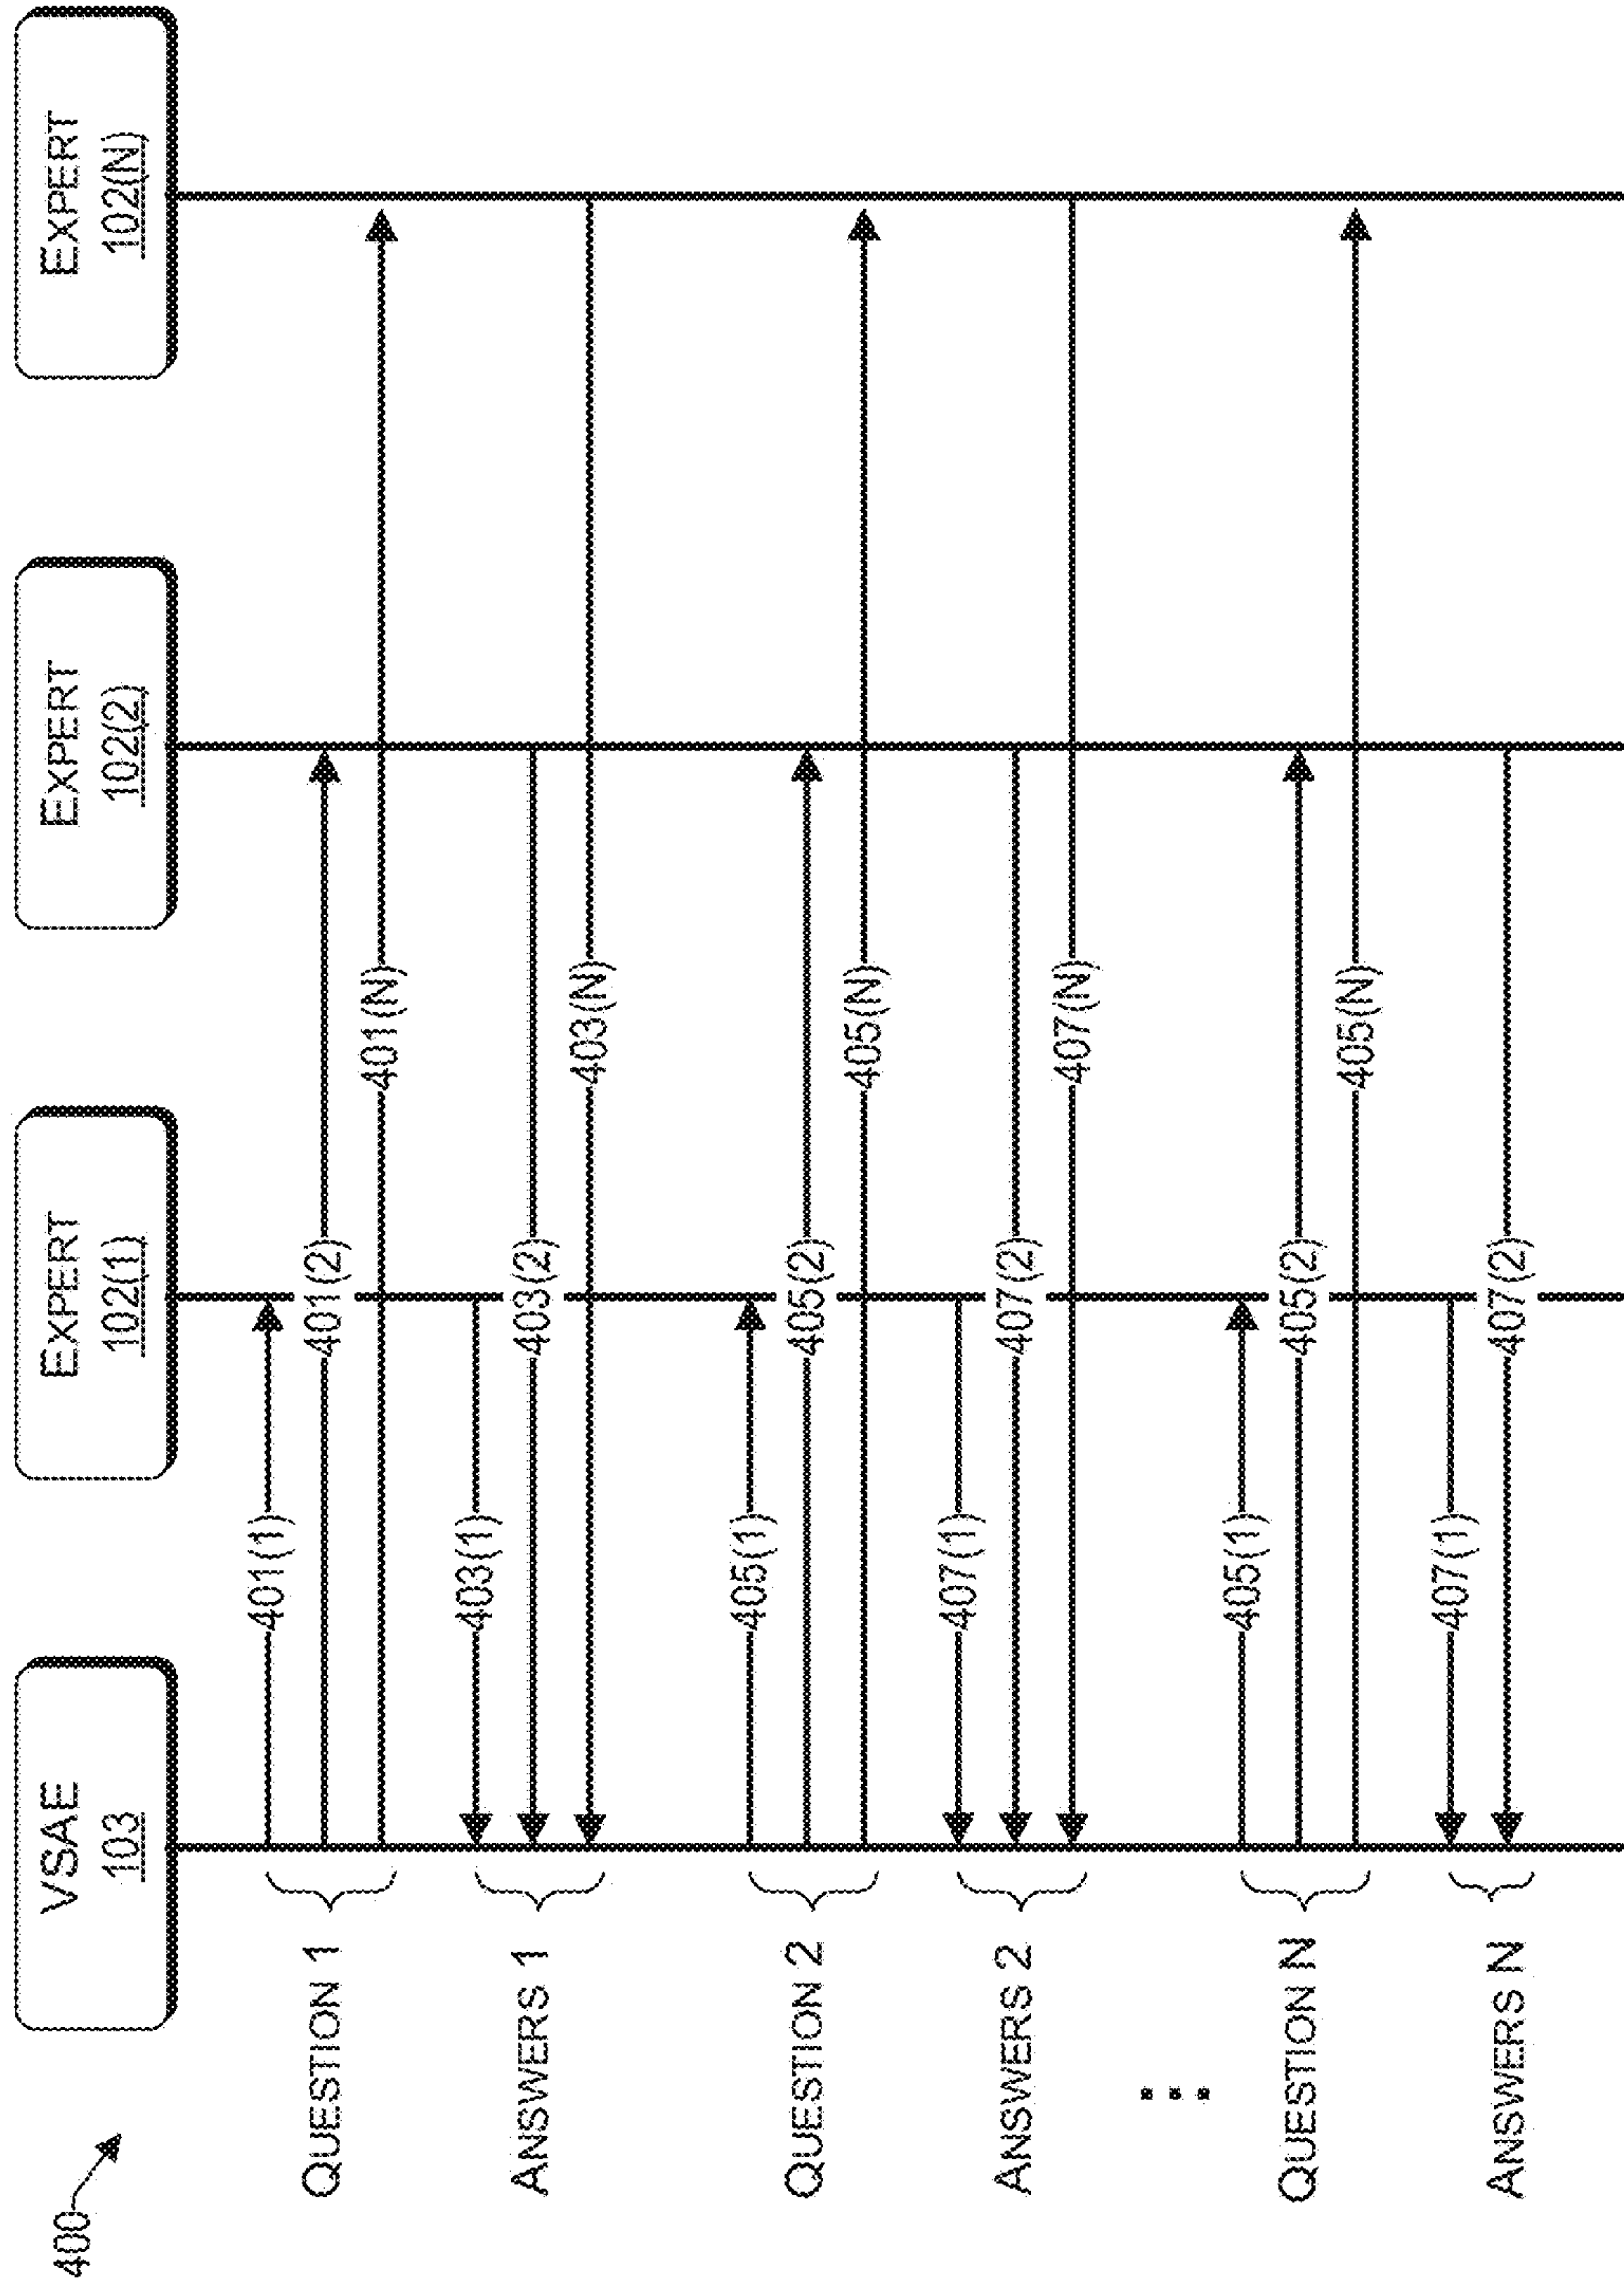 400
VSAE
103
EXPERT
102(1)
EXPERT
102(2)
EXPERT
102(N)
QUESTION 1
401(1)
401(2)
401(N)
ANSWERS 1
403(1)
403(2)
403(N)
QUESTION 2
405(1)
405(2)
405(N)
ANSWERS 2
407(1)
407(2)
407(N)
...
QUESTION N
405(1)
405(2)
405(N)
ANSWERS N
407(1)
407(2)